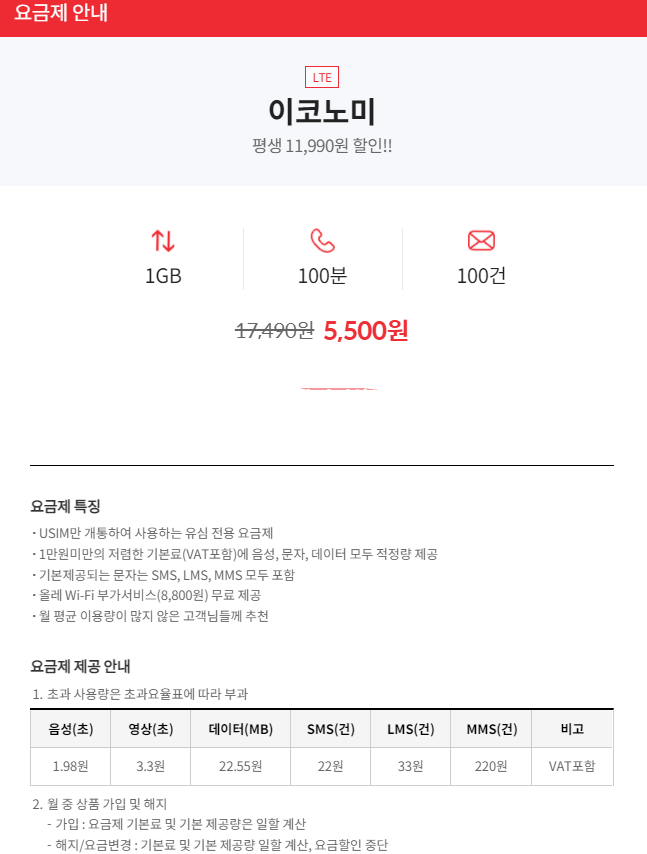 요금제 안내
LTE
이코노미
평생 11,990원 할인!!
1GB 100분 100건
17,490원 5,500원
요금제 특징
· USIM만 개통하여 사용하는 유심 전용 요금제
· 1만원미만의 저렴한 기본료(VAT포함)에 음성, 문자, 데이터 모두 적정량 제공
· 기본제공되는 문자는 SMS, LMS, MMS 모두 포함
· 올레 Wi-Fi 부가서비스(8,800원) 무료 제공
· 월 평균 이용량이 많지 않은 고객님들께 추천
요금제 제공 안내
1. 초과 사용량은 초과요율표에 따라 부과
음성(초) 영상(초) 데이터(MB) SMS(건) LMS(건) MMS(건) 비고
1.98원 3.3원 22.55원 22원 33원 220원 VAT포함
2. 월 중 상품 가입 및 해지
- 가입 : 요금제 기본료 및 기본 제공량은 일할 계산
- 해지/요금변경 : 기본료 및 기본 제공량 일할 계산, 요금할인 중단